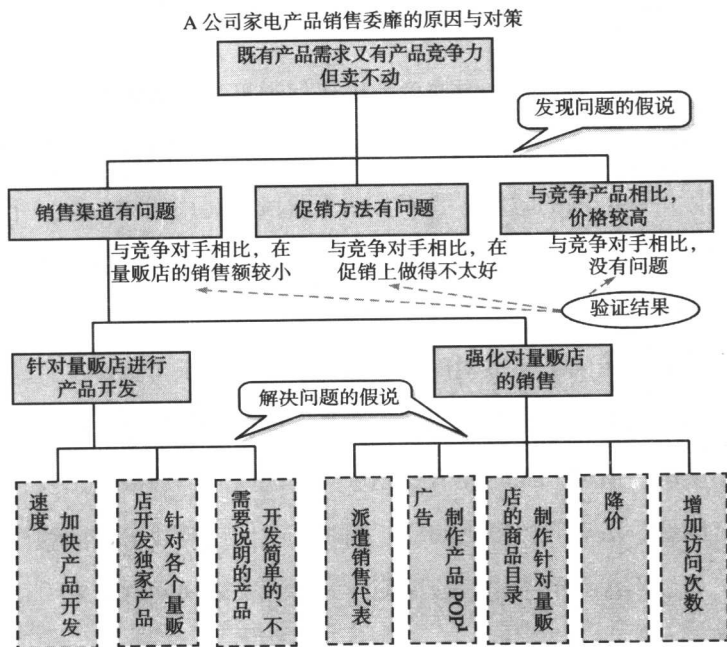 A 公司家电产品销售委靡的原因与对策
既有产品需求又有产品竞争力
但卖不动
发现问题的假说
销售渠道有问题
促销方法有问题
与竞争产品相比，
价格较高
与竞争对手相比，在
量贩店的销售额较小
与竞争对手相比，在
促销上做得不太好
与竞争对手相比，
没有问题
验证结果
针对量贩店进行
产品开发
强化对量贩店
的销售
解决问题的假说
加快产品开发
速度
针对各个量贩
店开发独家产品
开发简单的、不
需要说明的产品
派遣销售代表
制作产品 POP¹
广告
制作针对量贩
店的商品目录
降价
增加访问次数